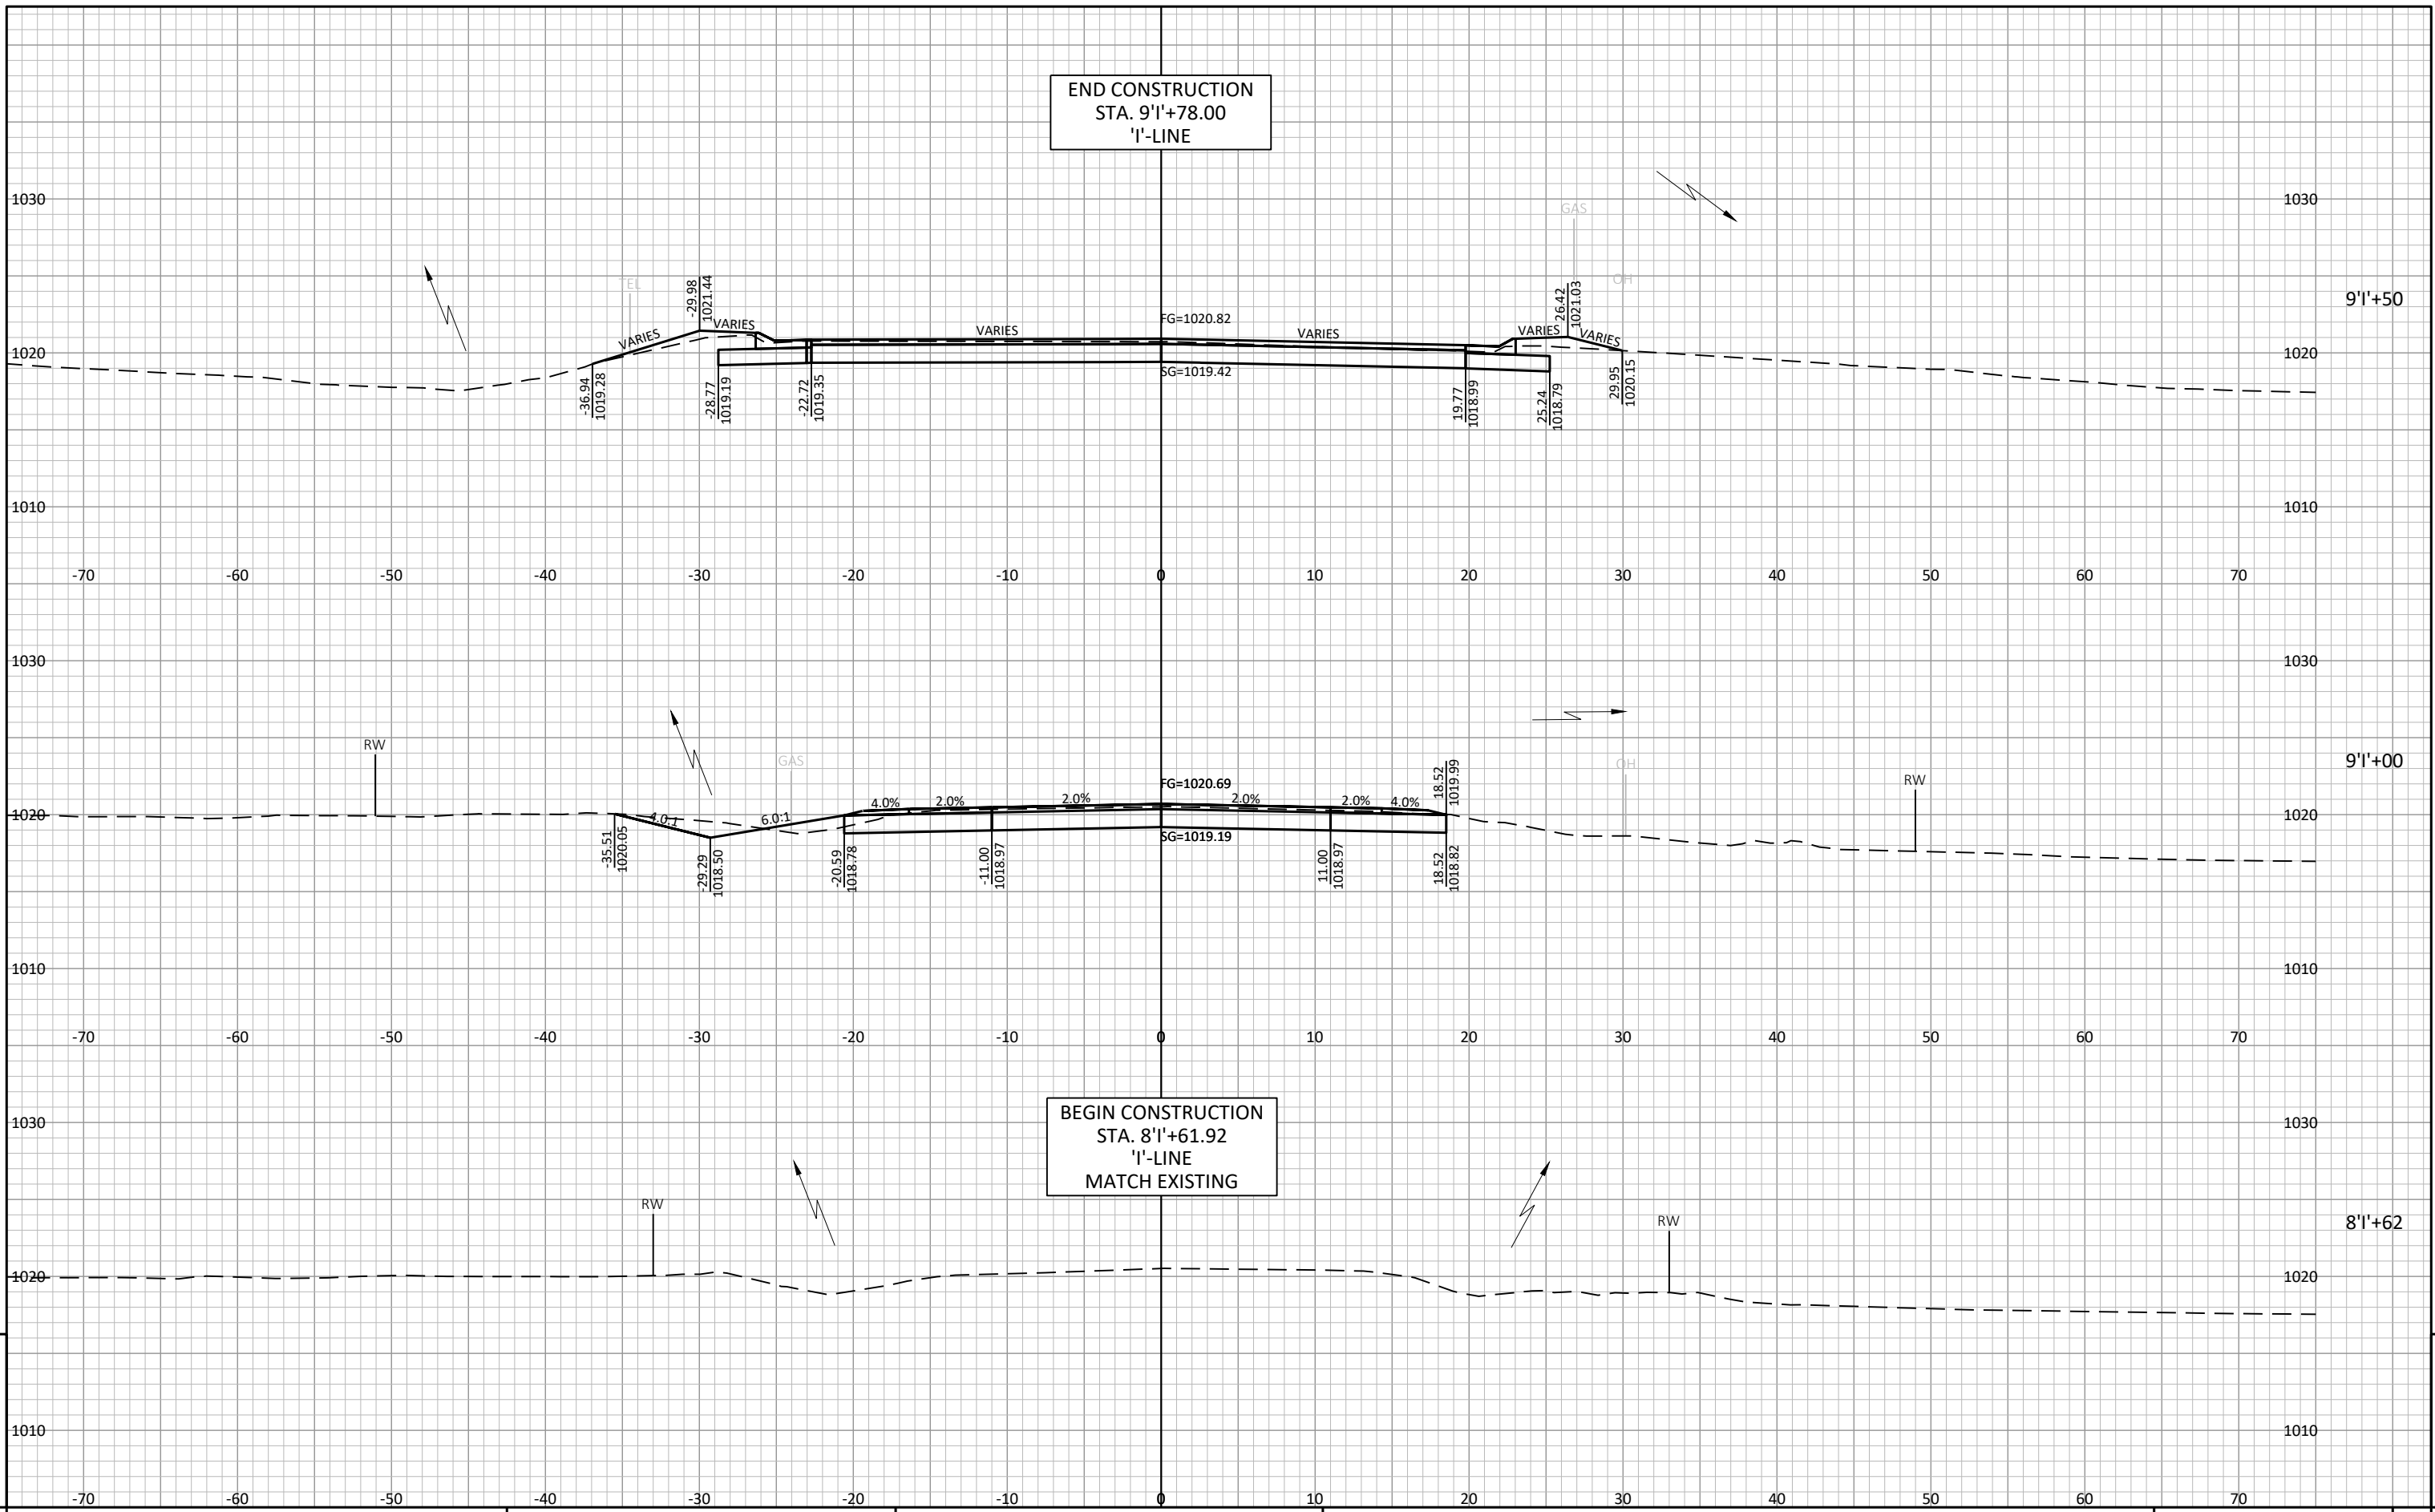 END CONSTRUCTION
STA. 9'I'+78.00
'I'-LINE
1030
1030
GAS
TEL
-29.98
1021.44
26.42
1021.03
OH
9'I'+50
VARIES
VARIES
FG=1020.82
VARIES
VARIES
VARIES
VARIES
1020
1020
SG=1019.42
-36.94
1019.28
-28.77
1019.19
-22.72
1019.35
19.77
1018.99
25.24
1018.79
29.95
1020.15
1010
1010
-70 -60 -50 -40 -30 -20 -10 0 10 20 30 40 50 60 70
1030
1030
RW
GAS
FG=1020.69
18.52
1019.99
OH
RW
9'I'+00
4.0% 2.0% 2.0% 2.0% 2.0% 4.0%
1020
4.0:1
6.0:1
1020
SG=1019.19
-35.51
1020.05
-29.29
1018.50
-20.59
1018.78
-11.00
1018.97
11.00
1018.97
18.52
1018.82
1010
1010
-70 -60 -50 -40 -30 -20 -10 0 10 20 30 40 50 60 70
BEGIN CONSTRUCTION
STA. 8'I'+61.92
'I'-LINE
MATCH EXISTING
1030
1030
RW
RW
8'I'+62
1020
1020
1010
1010
-70 -60 -50 -40 -30 -20 -10 0 10 20 30 40 50 60 70